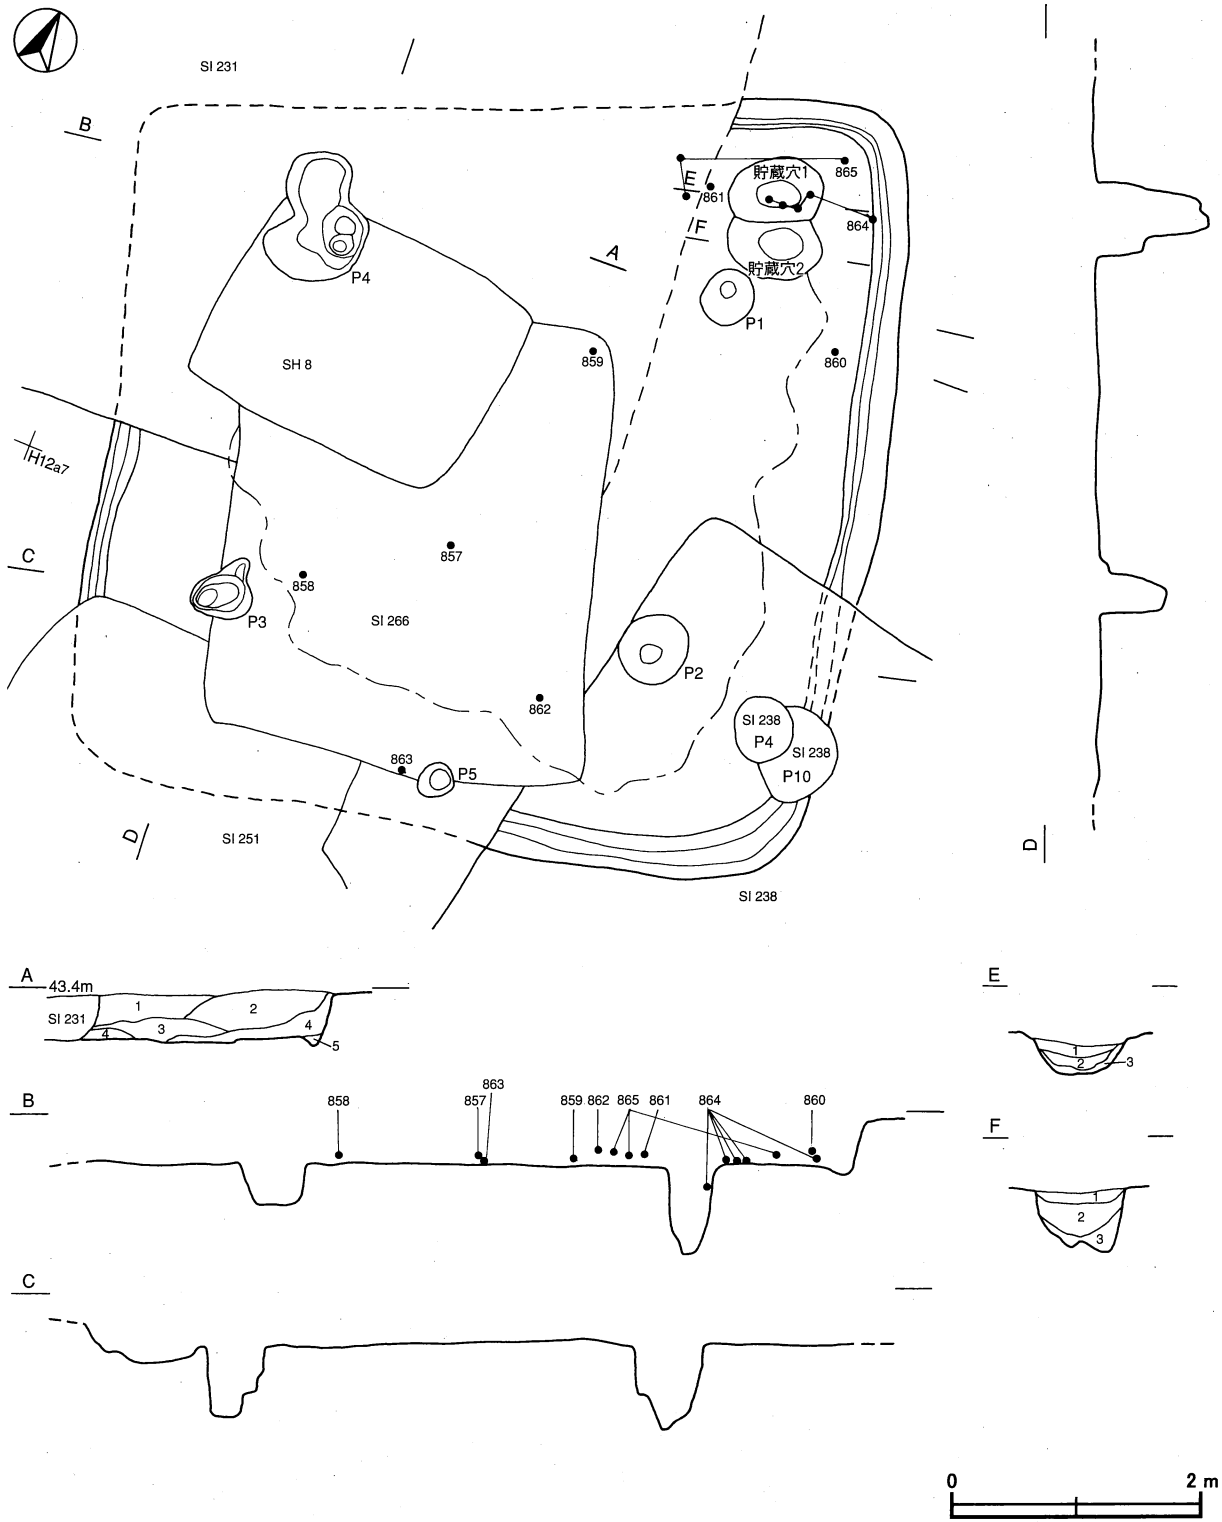 SI 231
B
E
貯蔵穴1
865
861
864
F
A
貯蔵穴2
P4
P1
859
860
SH 8
H12a7
C
857
858
P3
SI 266
P2
862
SI 238
P4
SI 238
P10
863
P5
D
SI 251
D
SI 238
A
43.4m
1
2
SI 231
4
3
4
5
E
1
2
3
B
858
857
863
859
862
865
861
864
860
F
1
2
3
C
0
2 m